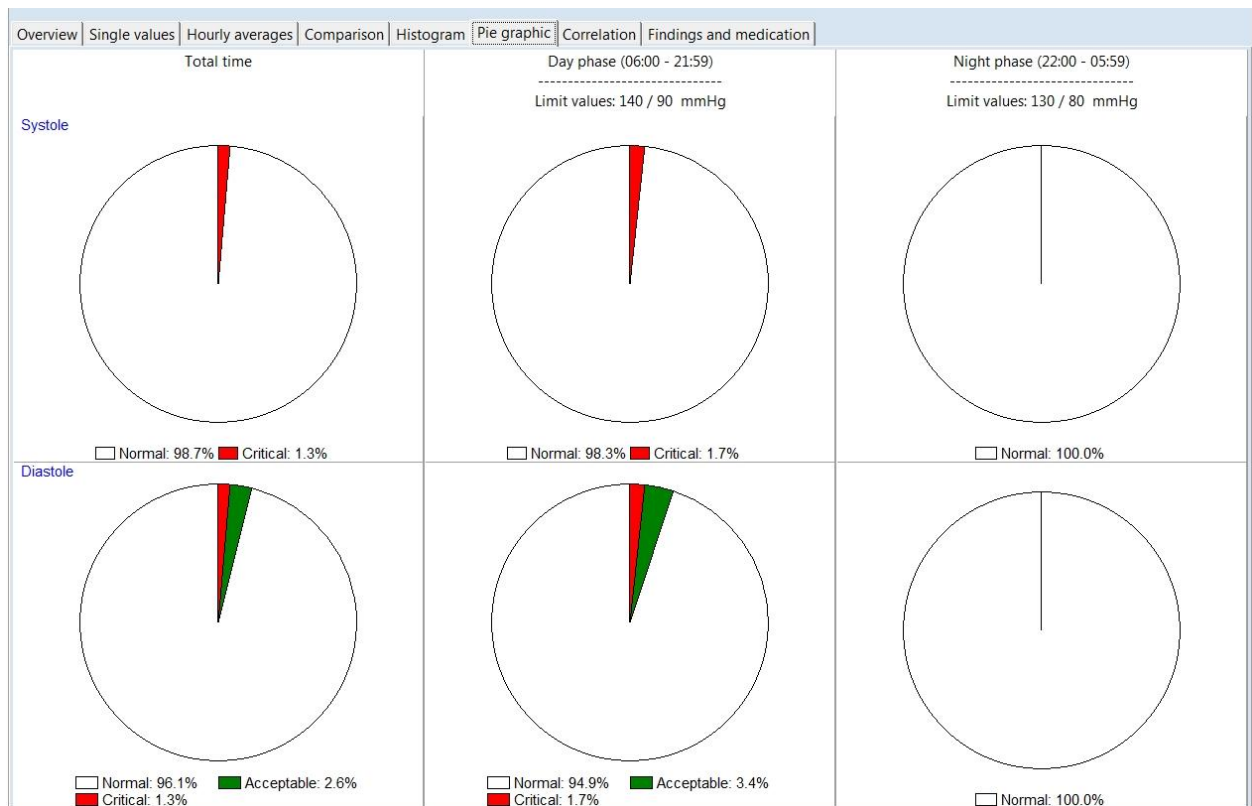 Overview Single values Hourly averages Comparison Histogram Pie graphic Correlation Findings and medication
Total time
Day phase (06:00 - 21:59)
------------------------------
Limit values: 140 / 90 mmHg
Night phase (22:00 - 05:59)
------------------------------
Limit values: 130 / 80 mmHg
Systole
Normal: 98.7% Critical: 1.3%
Normal: 98.3% Critical: 1.7%
Normal: 100.0%
Diastole
Normal: 96.1% Acceptable: 2.6%
Critical: 1.3%
Normal: 94.9% Acceptable: 3.4%
Critical: 1.7%
Normal: 100.0%